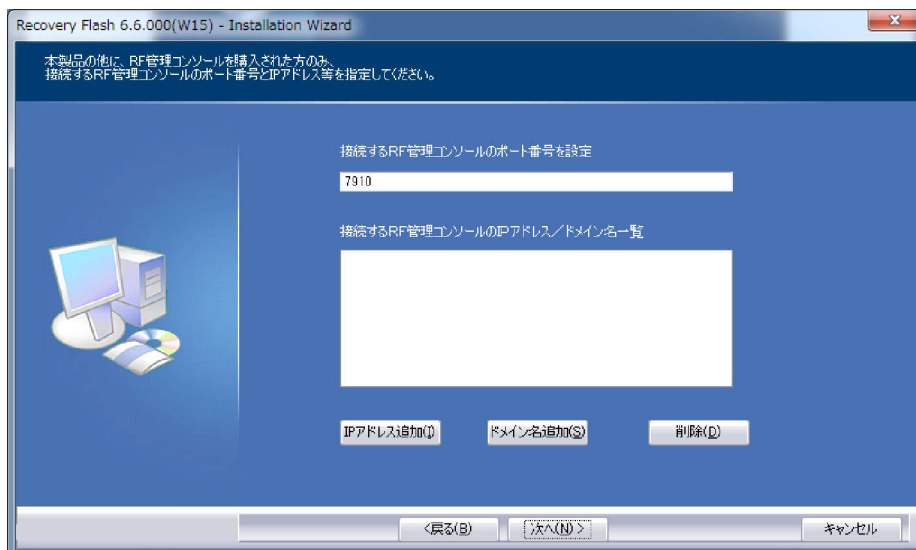 Recovery Flash 6.6.000(W15) - Installation Wizard
本製品の他に、RF管理コンソールを購入された方のみ、
接続するRF管理コンソールのポート番号とIPアドレス等を指定してください。
接続するRF管理コンソールのポート番号を設定
7910
接続するRF管理コンソールのIPアドレス／ドメイン名一覧
IPアドレス追加(I) ドメイン名追加(S) 削除(D)
<戻る(B) 次へ(N) > キャンセル